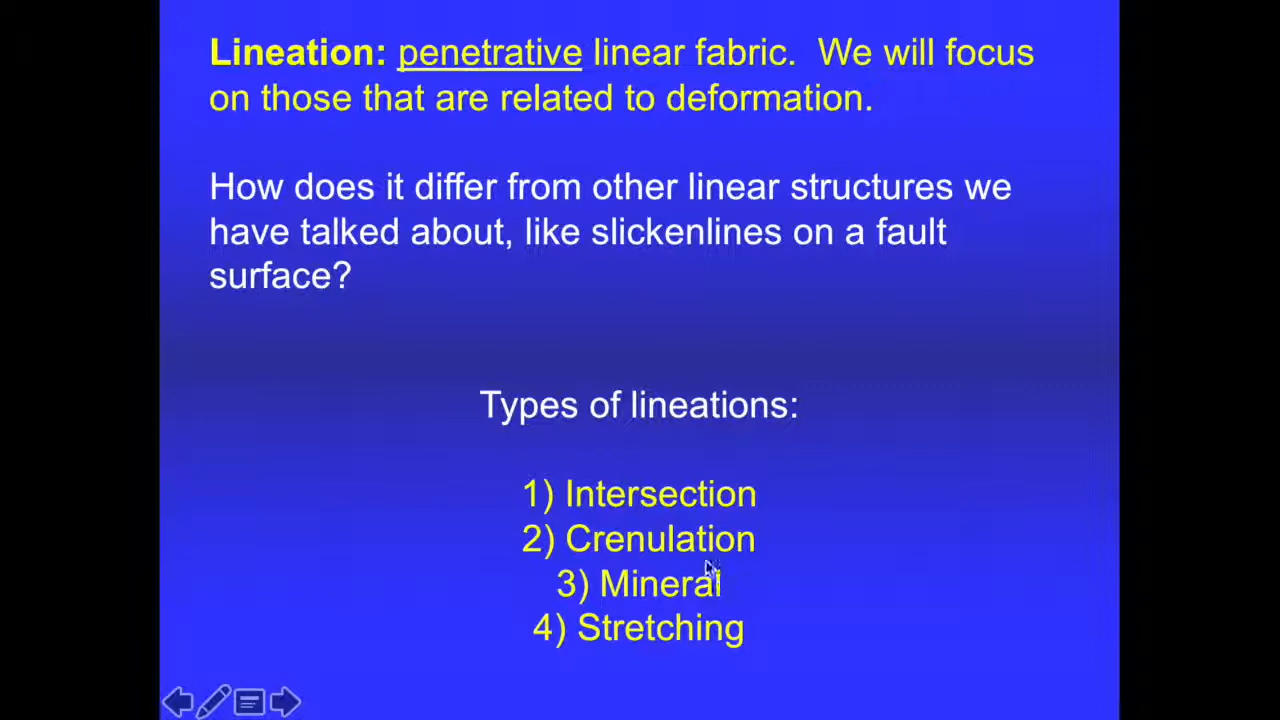 Lineation: penetrative linear fabric.  We will focus
on those that are related to deformation.
How does it differ from other linear structures we
have talked about, like slickenlines on a fault
surface?
Types of lineations:
1) Intersection
2) Crenulation
3) Mineral
4) Stretching